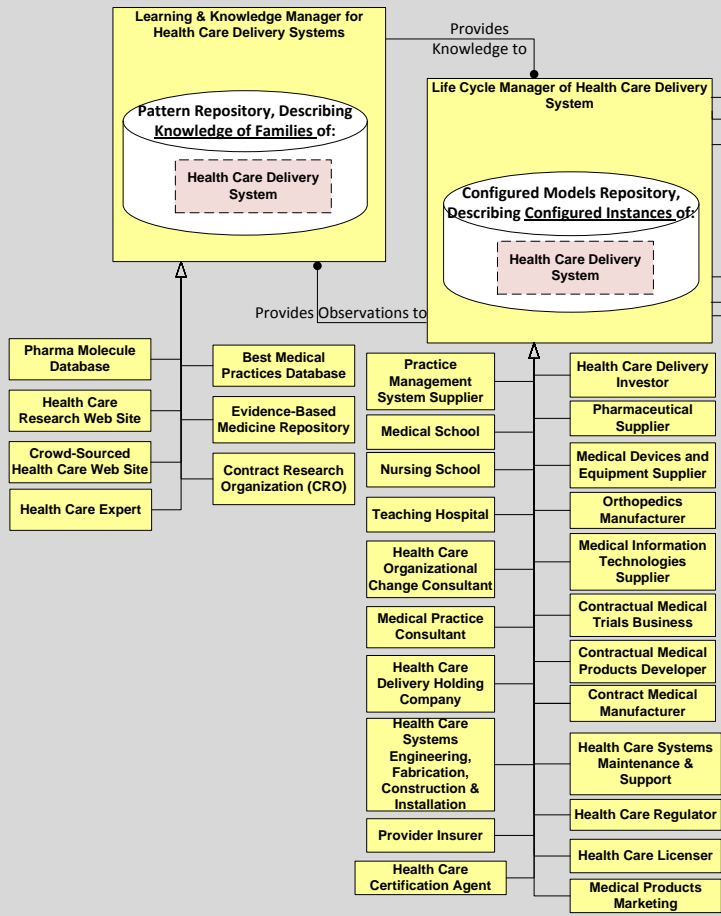 Learning & Knowledge Manager for
Health Care Delivery Systems
Pattern Repository, Describing
Knowledge of Families of:
Health Care Delivery
System
Provides
Knowledge to
Life Cycle Manager of Health Care Delivery
System
Configured Models Repository,
Describing Configured Instances of:
Health Care Delivery
System
Provides Observations to
Pharma Molecule
Database
Health Care
Research Web Site
Crowd-Sourced
Health Care Web Site
Health Care Expert
Best Medical
Practices Database
Evidence-Based
Medicine Repository
Contract Research
Organization (CRO)
Practice
Management
System Supplier
Medical School
Nursing School
Teaching Hospital
Health Care
Organizational
Change Consultant
Medical Practice
Consultant
Health Care
Delivery Holding
Company
Health Care
Systems
Engineering,
Fabrication,
Construction &
Installation
Provider Insurer
Health Care
Certification Agent
Health Care Delivery
Investor
Pharmaceutical
Supplier
Medical Devices and
Equipment Supplier
Orthopedics
Manufacturer
Medical Information
Technologies
Supplier
Contractual Medical
Trials Business
Contractual Medical
Products Developer
Contract Medical
Manufacturer
Health Care Systems
Maintenance &
Support
Health Care Regulator
Health Care Licenser
Medical Products
Marketing